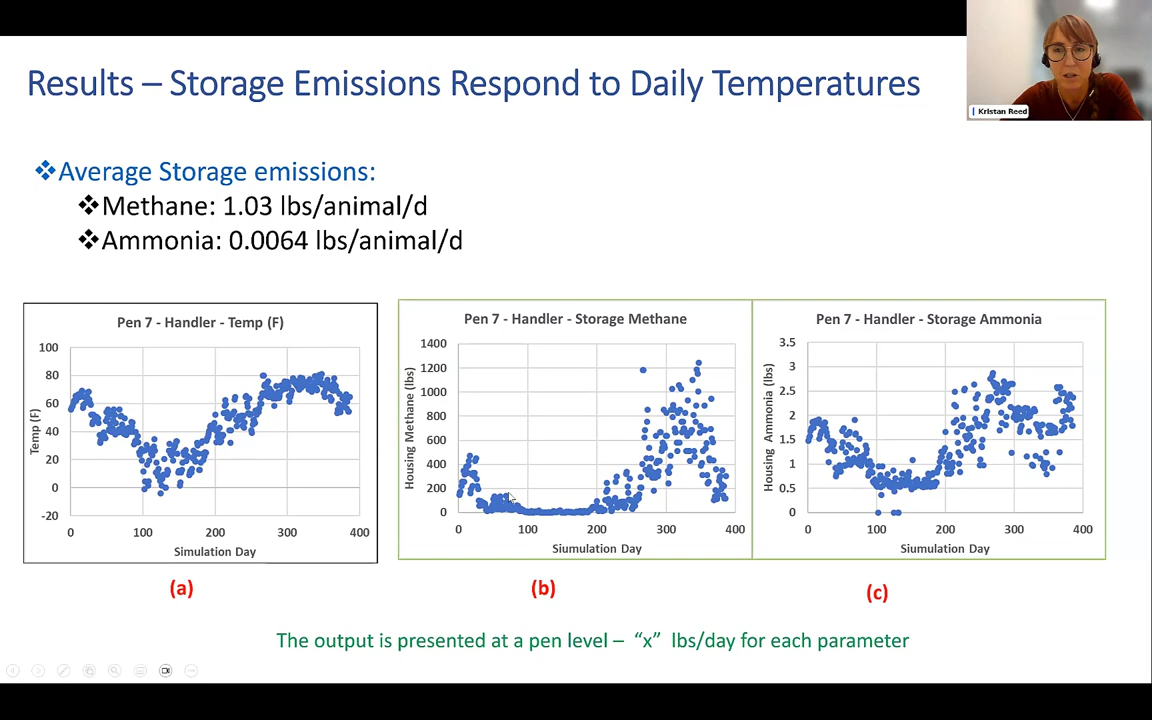 Results – Storage Emissions Respond to Daily Temperatures
Kristan Reed
❖Average Storage emissions:
❖Methane: 1.03 lbs/animal/d
❖Ammonia: 0.0064 lbs/animal/d
Pen 7 - Handler - Temp (F)
100
80
60
40
20
0
-20
Temp (F)
0 100 200 300 400
Simulation Day
(a)
Pen 7 - Handler - Storage Methane
1400
1200
1000
800
600
400
200
0
Housing Methane (lbs)
0 100 200 300 400
Siumulation Day
(b)
Pen 7 - Handler - Storage Ammonia
3.5
3
2.5
2
1.5
1
0.5
0
Housing Ammonia (lbs)
0 100 200 300 400
Siumulation Day
(c)
The output is presented at a pen level – “x” lbs/day for each parameter